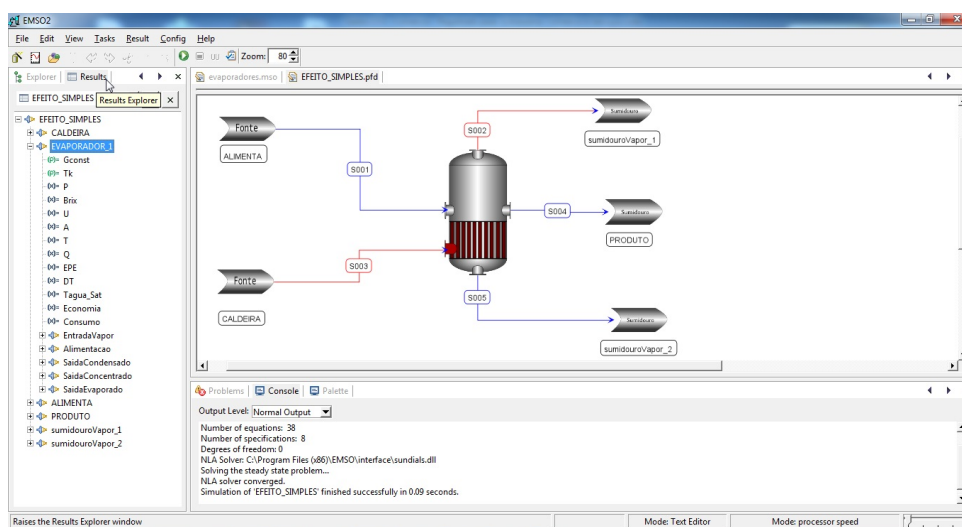 EMSO2
File Edit View Tasks Result Config Help
Zoom: 80
Explorer Results
evaporadores.mso EFEITO_SIMPLES.pfd
EFEITO_SIMPLES
Results Explorer
EFEITO_SIMPLES
CALDEIRA
EVAPORADOR_1
(P)= Gconst
(P)= Tk
(X)= P
(X)= Brix
(X)= U
(X)= A
(X)= T
(X)= Q
(X)= EPE
(X)= DT
(X)= Tagua_Sat
(X)= Economia
(X)= Consumo
EntradaVapor
Alimentacao
SaidaCondensado
SaidaConcentrado
SaidaEvaporado
ALIMENTA
PRODUTO
sumidouroVapor_1
sumidouroVapor_2
Fonte
ALIMENTA
S001
S002
Sumidouro
sumidouroVapor_1
S004
Sumidouro
PRODUTO
S003
Fonte
CALDEIRA
S005
Sumidouro
sumidouroVapor_2
Problems Console Palette
Output Level: Normal Output
Number of equations: 38
Number of specifications: 8
Degrees of freedom: 0
NLA Solver: C:\Program Files (x86)\EMSO\interface\sundials.dll
Solving the steady state problem...
NLA solver converged.
Simulation of 'EFEITO_SIMPLES' finished successfully in 0.09 seconds.
Raises the Results Explorer window
Mode: Text Editor
Mode: processor speed